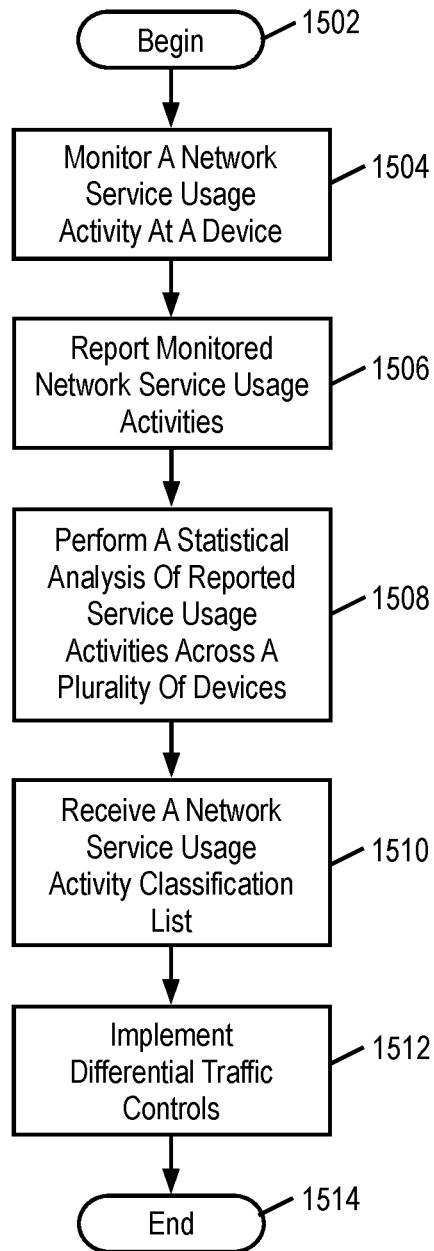 Begin
1502
Monitor A Network
Service Usage
Activity At A Device
1504
Report Monitored
Network Service Usage
Activities
1506
Perform A Statistical
Analysis Of Reported
Service Usage
Activities Across A
Plurality Of Devices
1508
Receive A Network
Service Usage
Activity Classification
List
1510
Implement
Differential Traffic
Controls
1512
End
1514